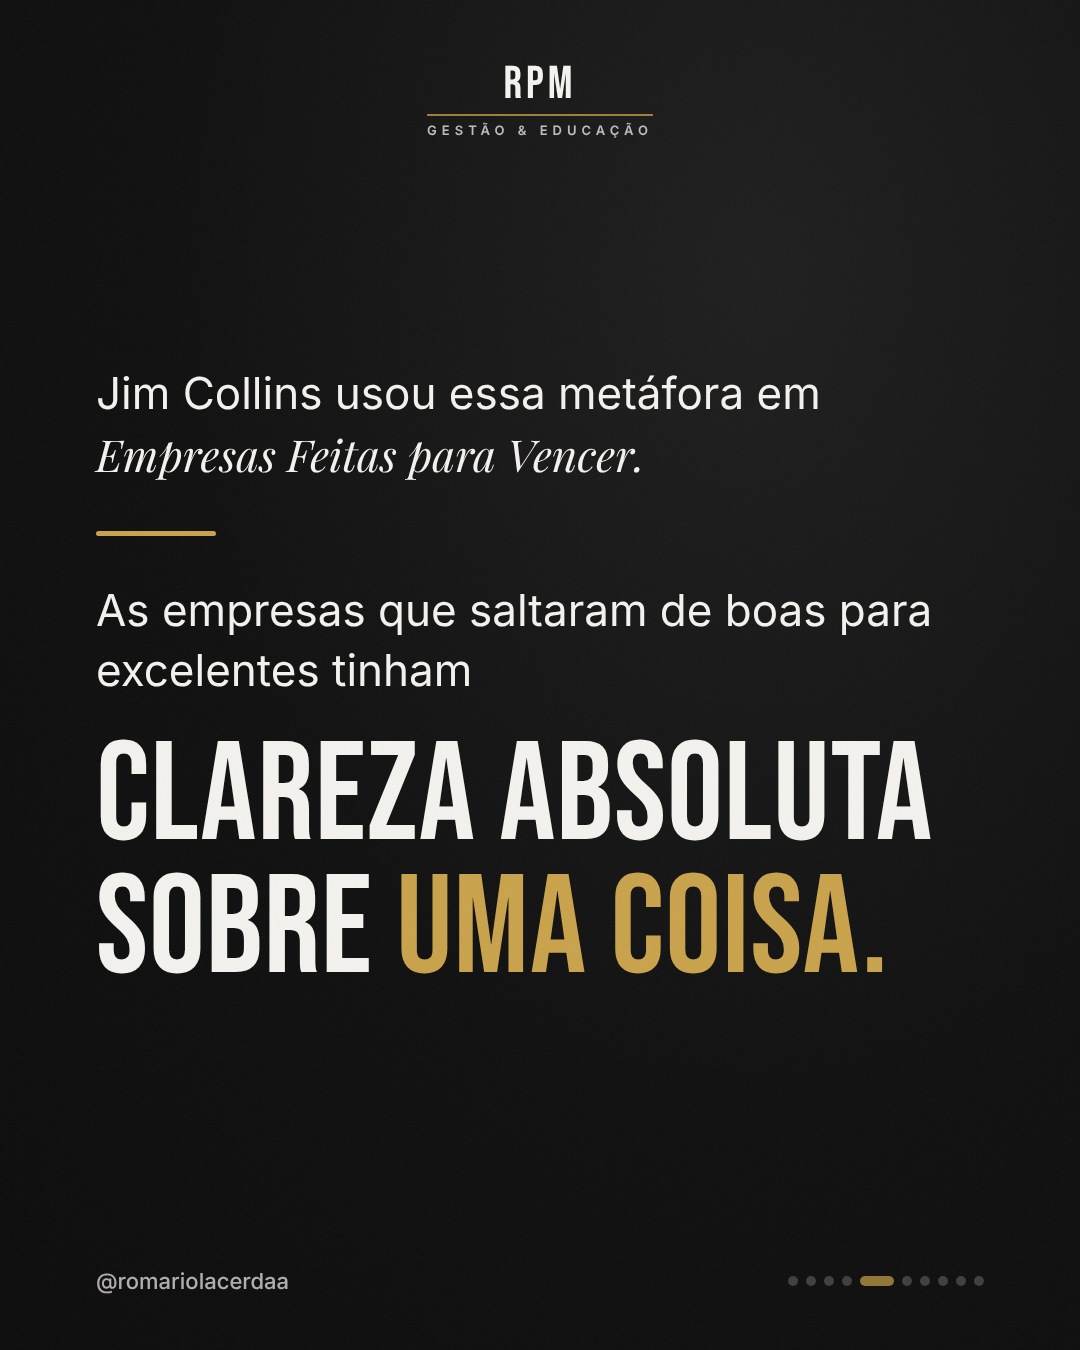 RPM
GESTÃO & EDUCAÇÃO
Jim Collins usou essa metáfora em
Empresas Feitas para Vencer.
As empresas que saltaram de boas para
excelentes tinham
CLAREZA ABSOLUTA
SOBRE UMA COISA.
@romariolacerdaa